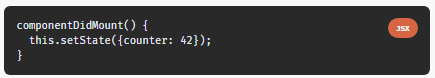 componentDidMount() {
  this.setState({counter: 42});
}
JSX